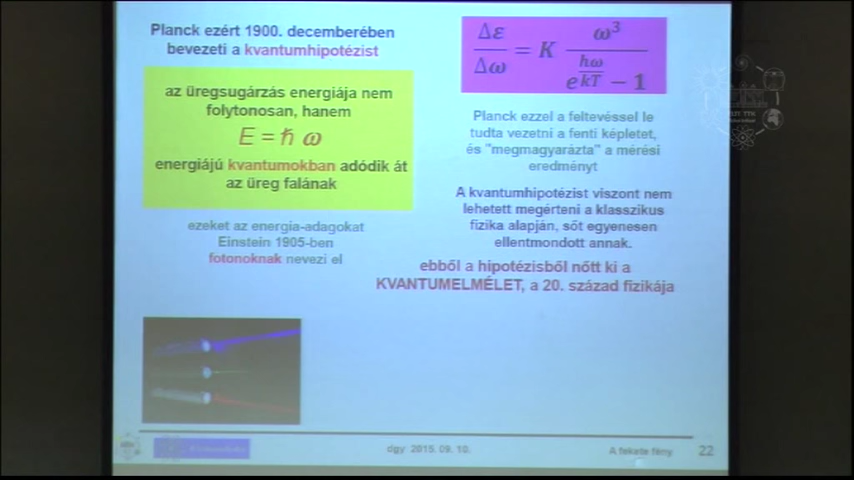 Planck ezért 1900. decemberében
bevezeti a kvantumhipotézist
az üregsugárzás energiája nem
folytonosan, hanem
E = ℏ ω
energiájú kvantumokban adódik át
az üreg falának
ezeket az energia-adagokat
Einstein 1905-ben
fotonoknak nevezi el
Δε/Δω = K ω³/(e^(ħω/kT) − 1)
Planck ezzel a feltevéssel le
tudta vezetni a fenti képletet,
és "megmagyarázta" a mérési
eredményt
A kvantumhipotézist viszont nem
lehetett megérteni a klasszikus
fizika alapján, sőt egyenesen
ellentmondott annak.
ebből a hipotézisből nőtt ki a
KVANTUMELMÉLET, a 20. század fizikája
dgy 2015. 09. 10.
A fekete fény
22